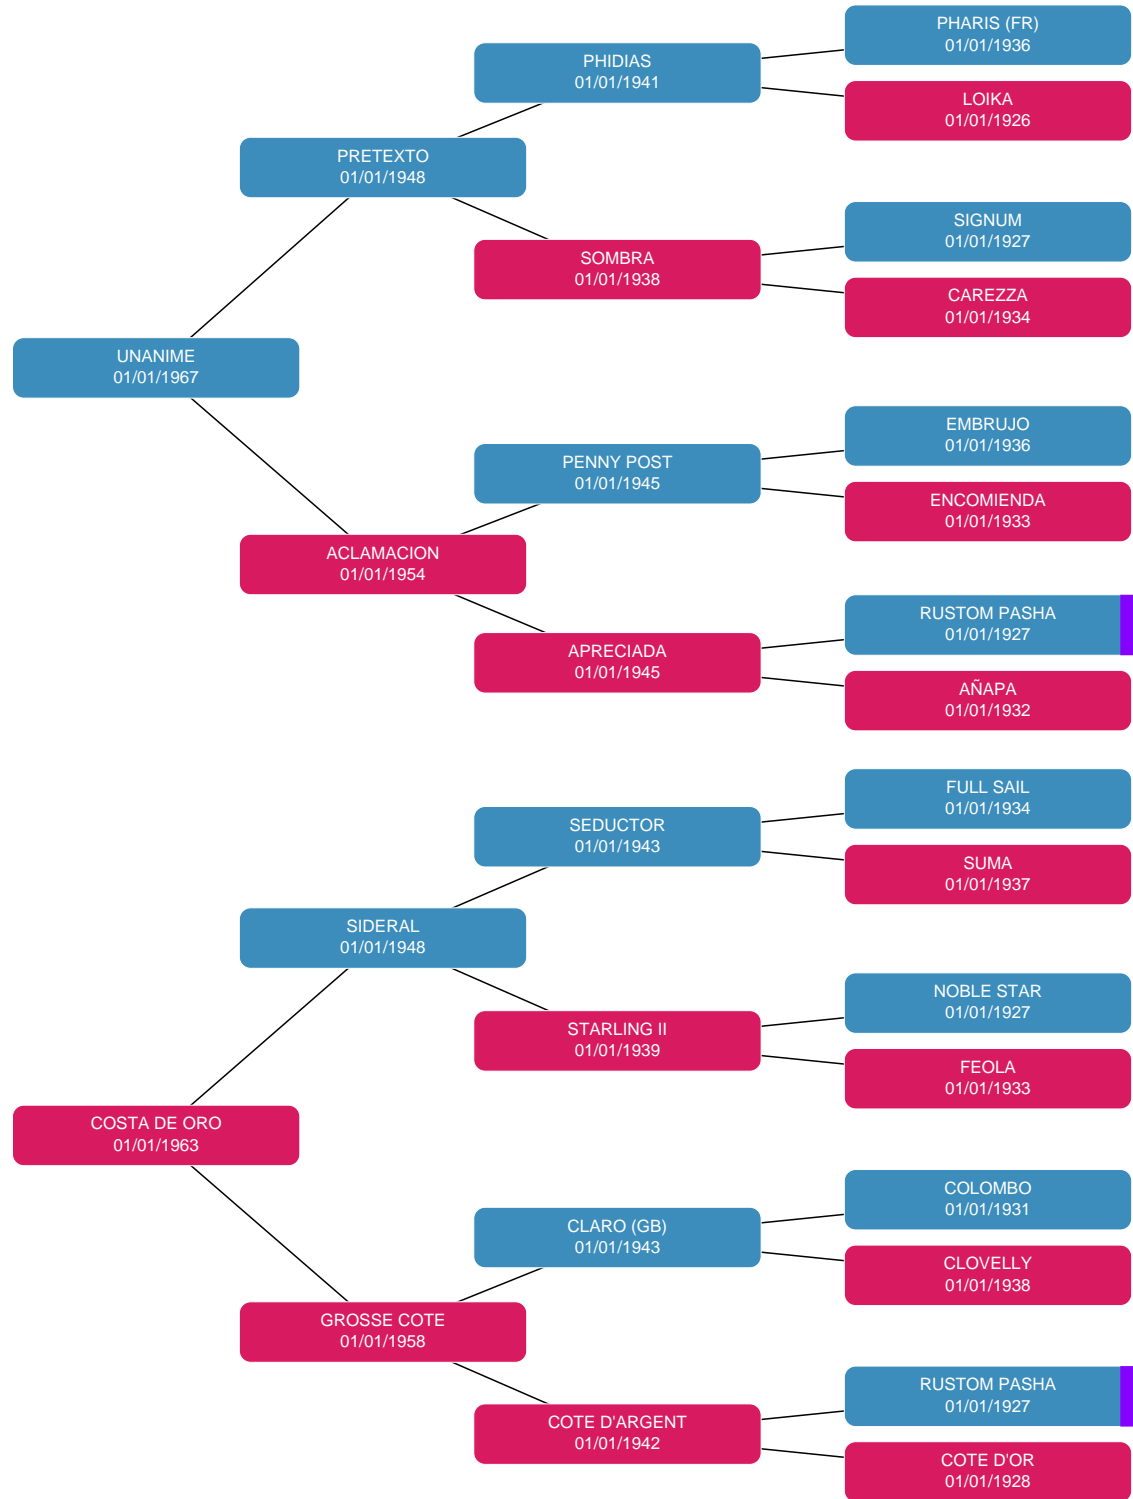 PHARIS (FR)
01/01/1936
PHIDIAS
01/01/1941
LOIKA
01/01/1926
PRETEXTO
01/01/1948
SIGNUM
01/01/1927
SOMBRA
01/01/1938
CAREZZA
01/01/1934
UNANIME
01/01/1967
EMBRUJO
01/01/1936
PENNY POST
01/01/1945
ENCOMIENDA
01/01/1933
ACLAMACION
01/01/1954
RUSTOM PASHA
01/01/1927
APRECIADA
01/01/1945
AÑAPA
01/01/1932
FULL SAIL
01/01/1934
SEDUCTOR
01/01/1943
SUMA
01/01/1937
SIDERAL
01/01/1948
NOBLE STAR
01/01/1927
STARLING II
01/01/1939
FEOLA
01/01/1933
COSTA DE ORO
01/01/1963
COLOMBO
01/01/1931
CLARO (GB)
01/01/1943
CLOVELLY
01/01/1938
GROSSE COTE
01/01/1958
RUSTOM PASHA
01/01/1927
COTE D'ARGENT
01/01/1942
COTE D'OR
01/01/1928